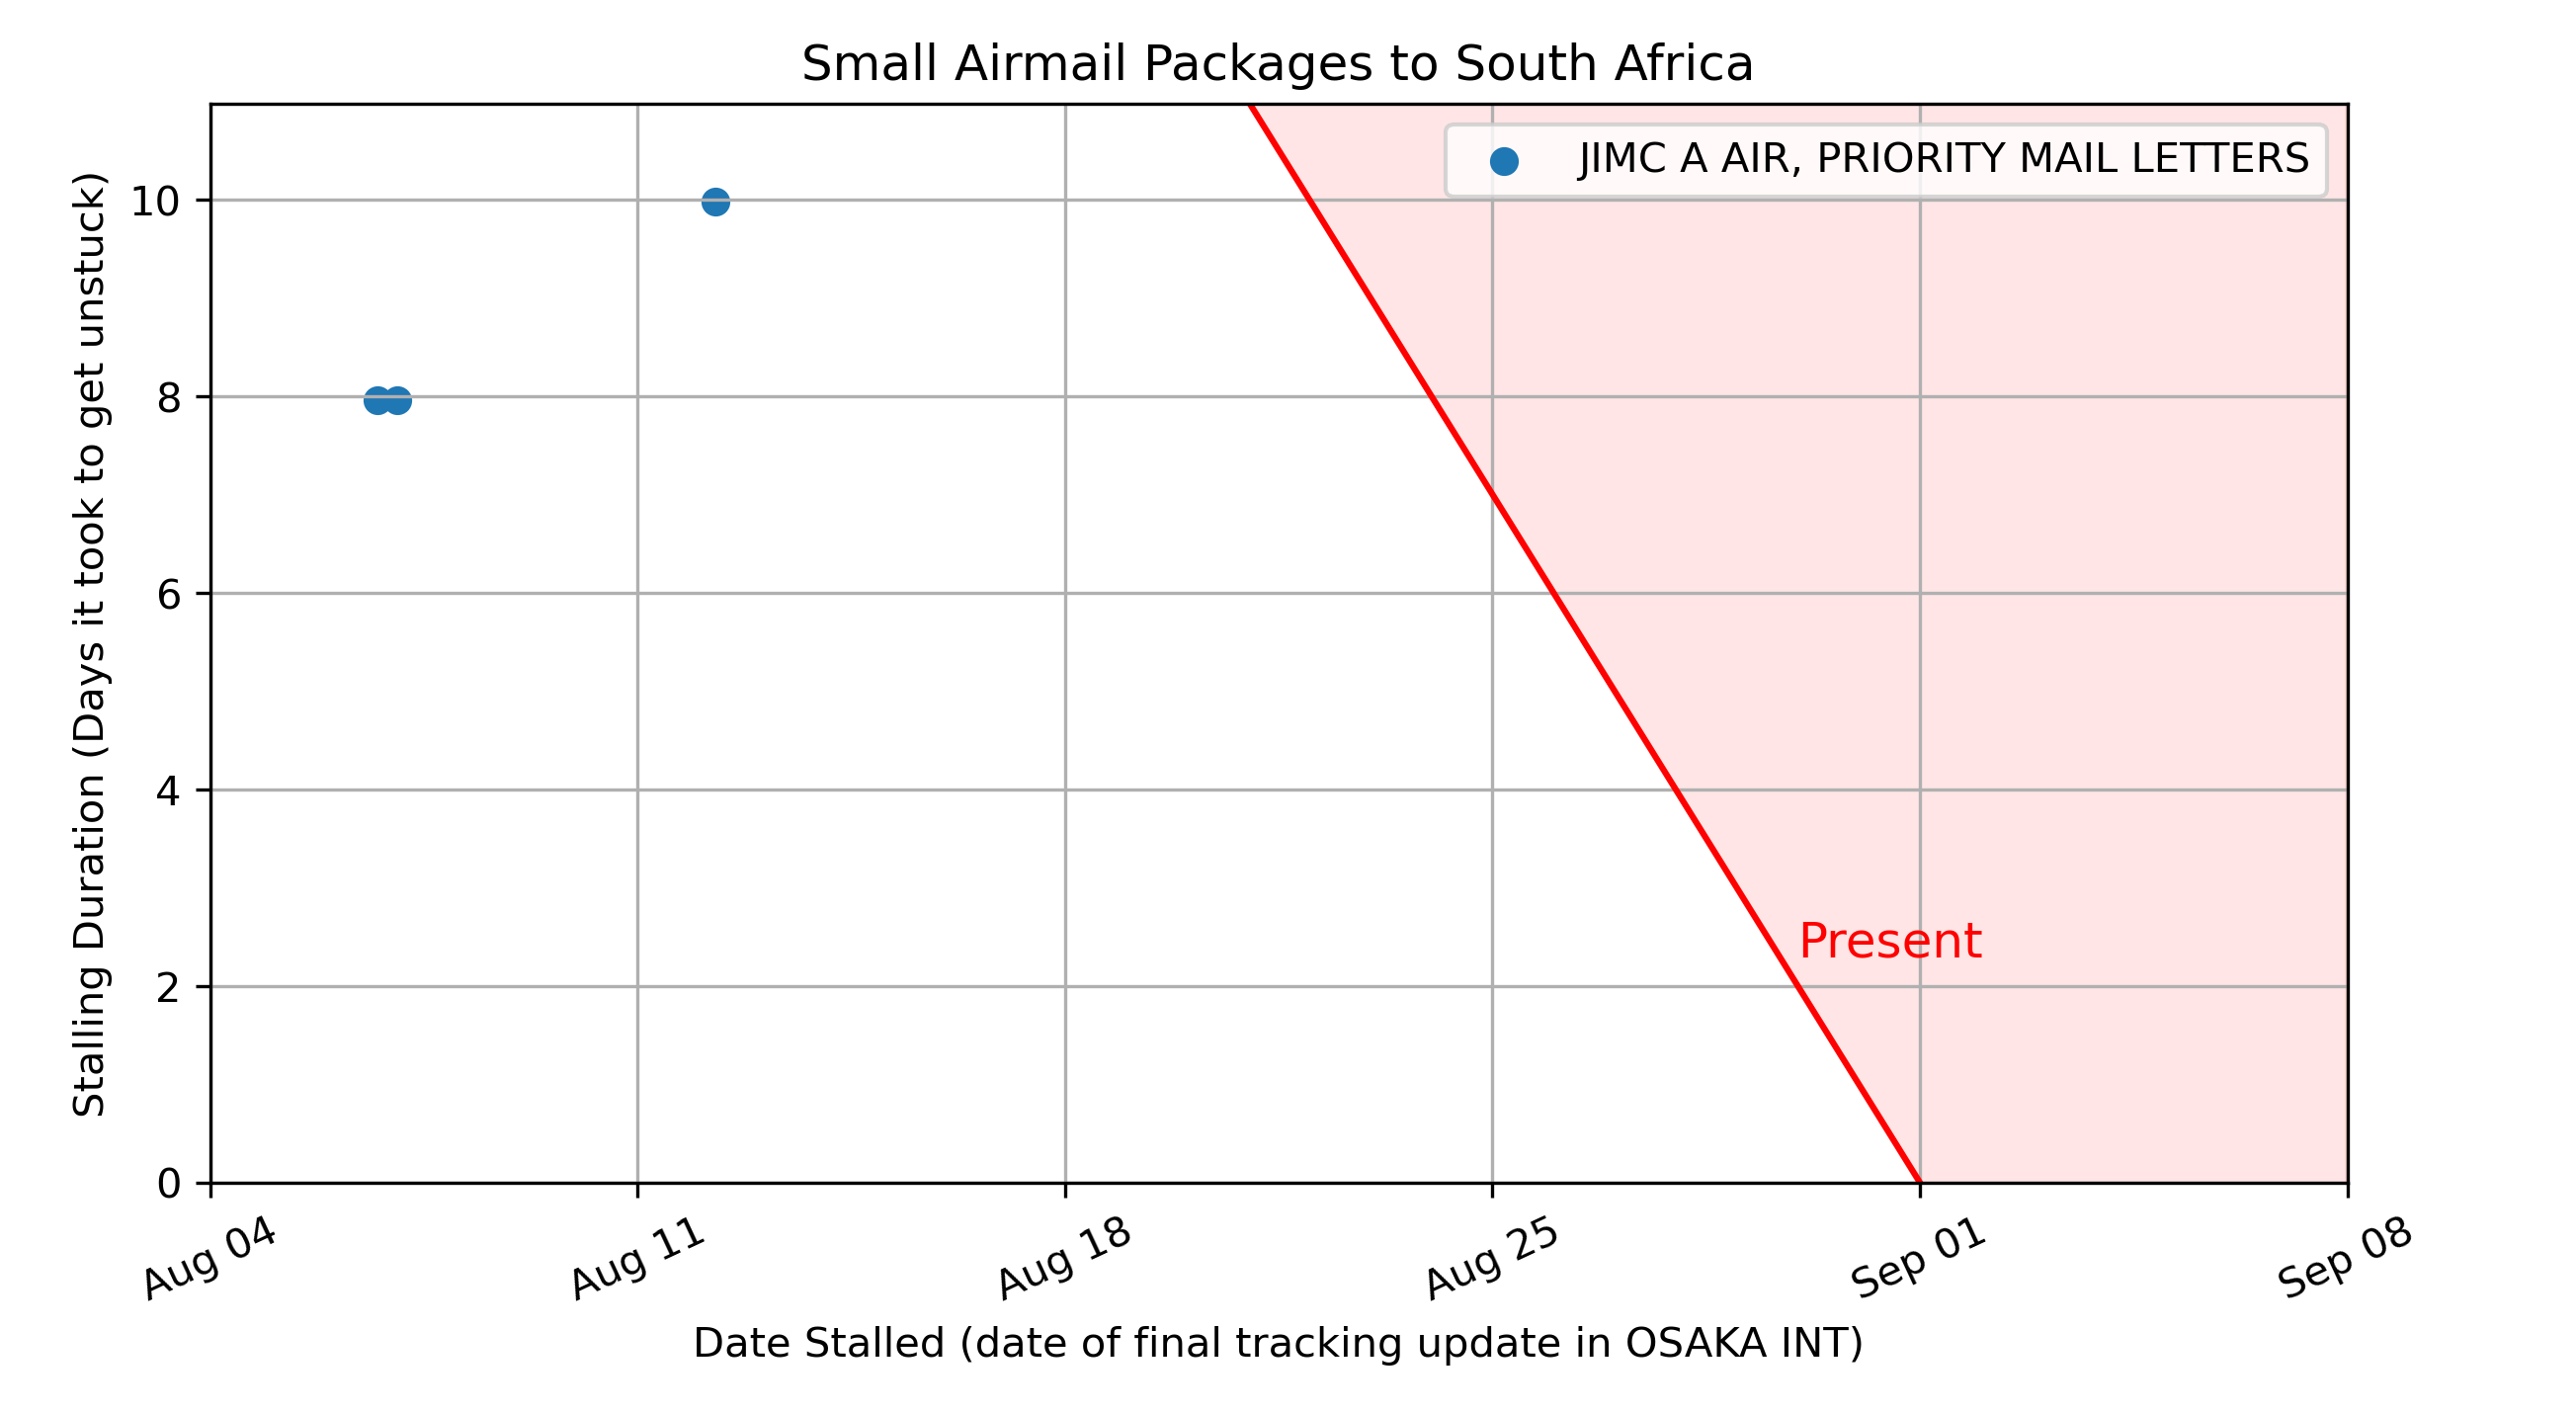 Small Airmail Packages to South Africa
JIMC A AIR, PRIORITY MAIL LETTERS
Stalling Duration (Days it took to get unstuck)
10
8
6
4
2
0
Present
Aug 04
Aug 11
Aug 18
Aug 25
Sep 01
Sep 08
Date Stalled (date of final tracking update in OSAKA INT)